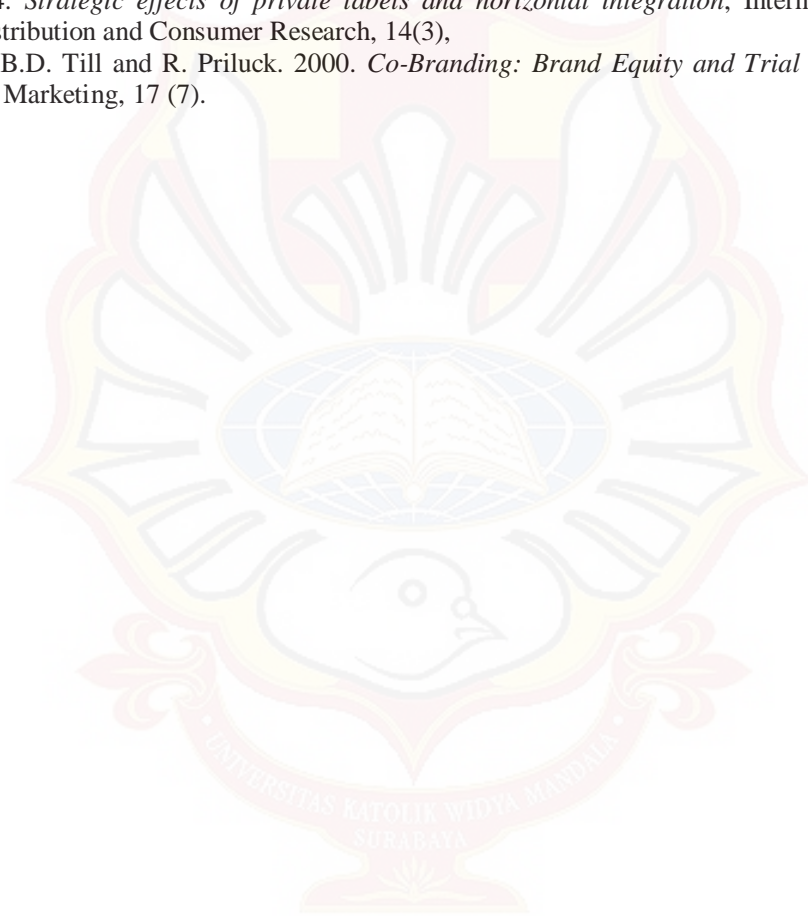 4. Strategic effects of private labels and horizontal integration, Intern
stribution and Consumer Research, 14(3),
B.D. Till and R. Priluck. 2000. Co-Branding: Brand Equity and Trial
Marketing, 17 (7).
UNIVERSITAS KATOLIK WIDYA MANDALA
SURABAYA